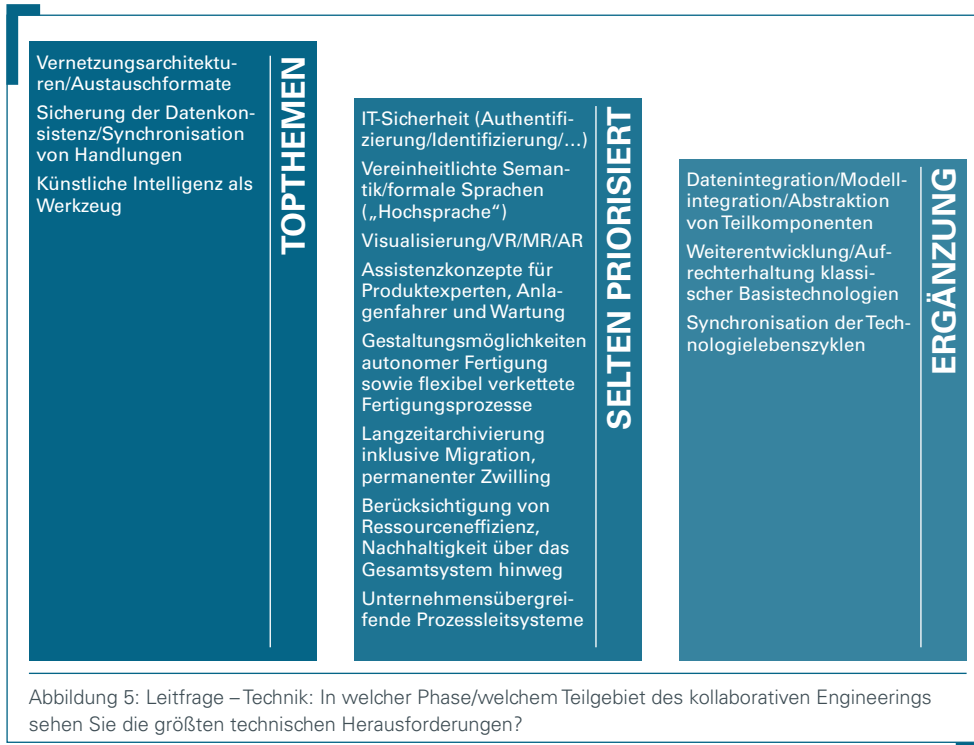 Vernetzungsarchitektu-
ren/Austauschformate
Sicherung der Datenkon-
sistenz/Synchronisation
von Handlungen
Künstliche Intelligenz als
Werkzeug
TOPTHEMEN
IT-Sicherheit (Authentifi-
zierung/Identifizierung/…)
Vereinheitlichte Seman-
tik/formale Sprachen
(„Hochsprache“)
Visualisierung/VR/MR/AR
Assistenzkonzepte für
Produktexperten, Anla-
genfahrer und Wartung
Gestaltungsmöglichkeiten
autonomer Fertigung
sowie flexibel verkettete
Fertigungsprozesse
Langzeitarchivierung
inklusive Migration,
permanenter Zwilling
Berücksichtigung von
Ressourceneffizienz,
Nachhaltigkeit über das
Gesamtsystem hinweg
Unternehmensübergrei-
fende Prozessleitsysteme
SELTEN PRIORISIERT
Datenintegration/Modell-
integration/Abstraktion
von Teilkomponenten
Weiterentwicklung/Auf-
rechterhaltung klassi-
scher Basistechnologien
Synchronisation der Tech-
nologielebenszyklen
ERGÄNZUNG
Abbildung 5: Leitfrage – Technik: In welcher Phase/welchem Teilgebiet des kollaborativen Engineerings
sehen Sie die größten technischen Herausforderungen?